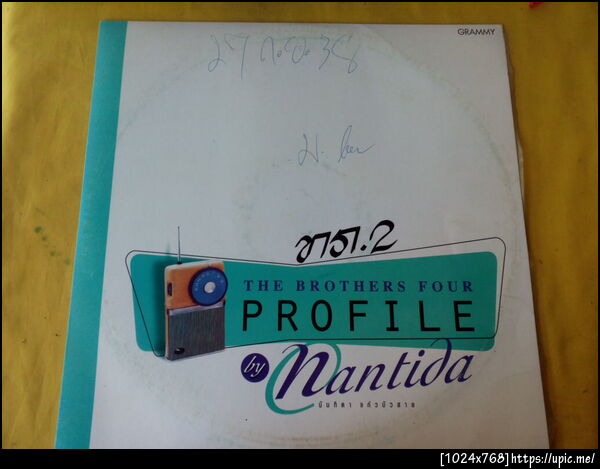 GRAMMY
THE BROTHERS FOUR
PROFILE
by nantida
นันทิดา แก้วบัวสาย
[1024x768]https://upic.me/